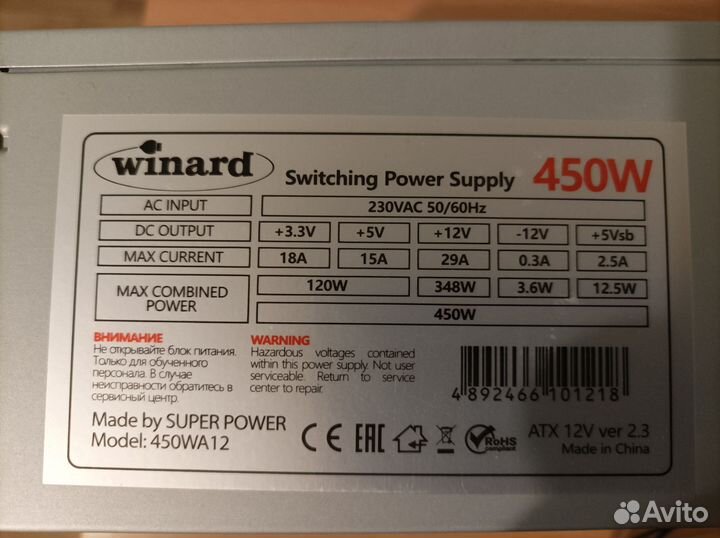 winard
Switching Power Supply 450W
AC INPUT 230VAC 50/60Hz
DC OUTPUT +3.3V +5V +12V -12V +5Vsb
MAX CURRENT 18A 15A 29A 0.3A 2.5A
MAX COMBINED POWER 120W 348W 3.6W 12.5W
450W
ВНИМАНИЕ
Не открывайте блок питания.
Только для обученного
персонала. В случае
неисправности обратитесь в
сервисный центр.
WARNING
Hazardous voltages contained
within this power supply. Not user
serviceable. Return to service
center to repair.
4 892466 101218
Made by SUPER POWER
Model: 450WA12
CE EAC RoHS
compliant
ATX 12V ver 2.3
Made in China
Avito